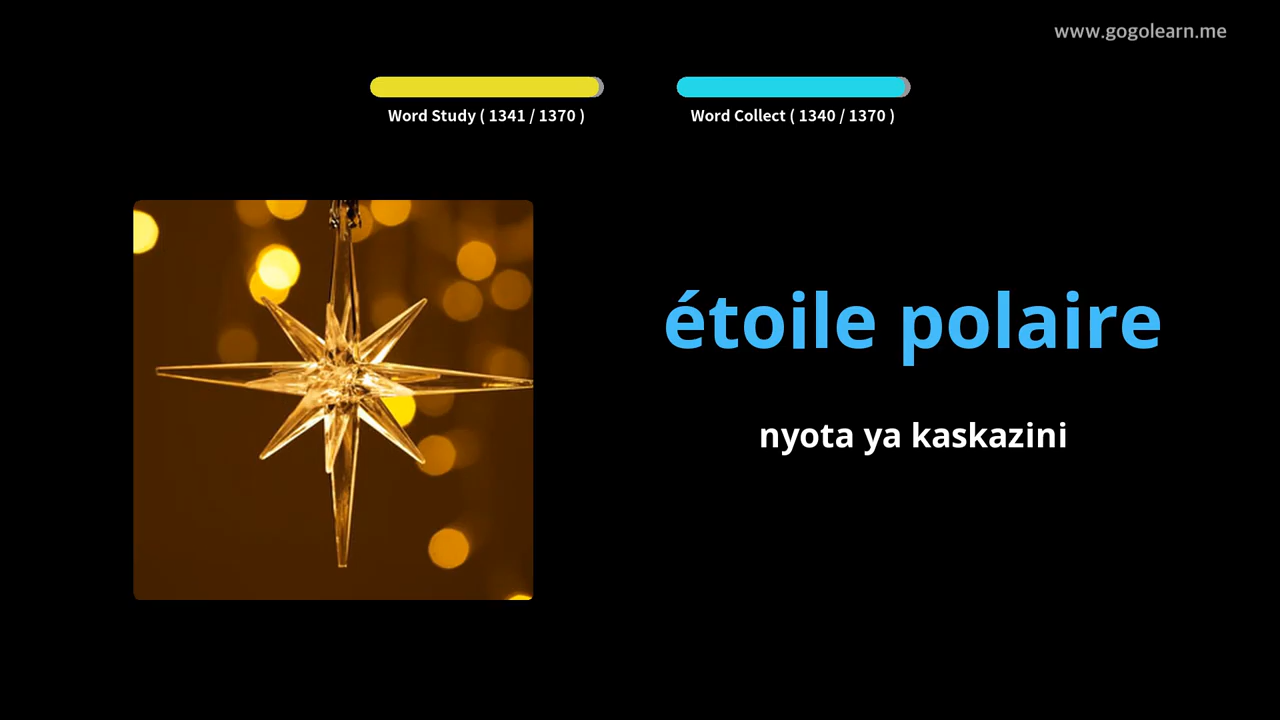 www.gogolearn.me
Word Study ( 1341 / 1370 )
Word Collect ( 1340 / 1370 )
étoile polaire
nyota ya kaskazini